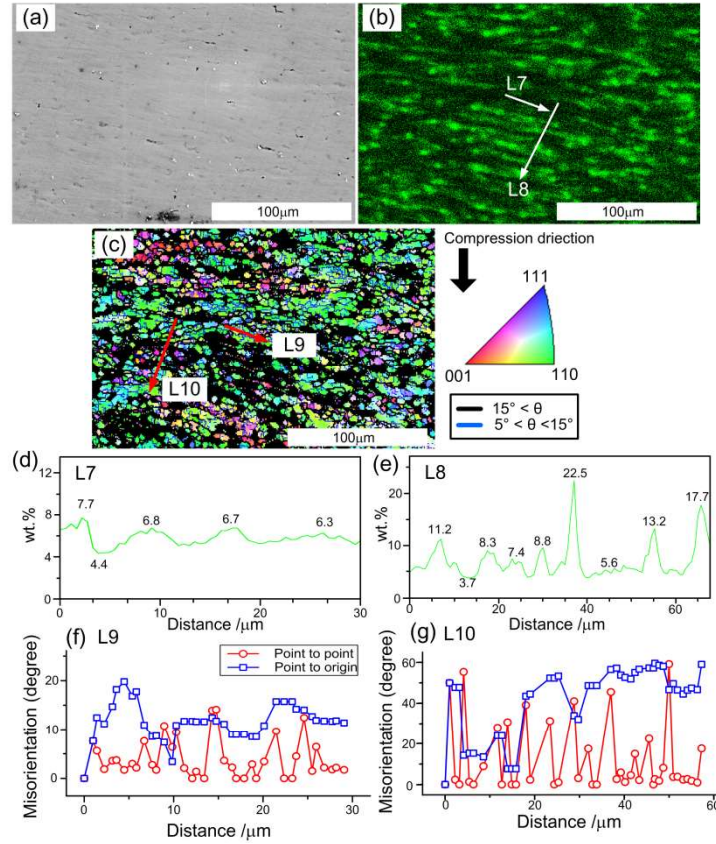 (a)
100μm
(b)
L7
L8
100μm
(c)
L9
L10
100μm
Compression driection
111
001
110
15° < θ
5° < θ <15°
(d)
L7
wt.%
12
8
4
0
7.7
4.4
6.8
6.7
6.3
0
10
20
30
Distance /μm
(e)
L8
wt.%
20
10
0
11.2
3.7
8.3
7.4
8.8
22.5
5.6
13.2
17.7
0
20
40
60
Distance /μm
(f)
L9
Point to point
Point to origin
Misorientation (degree)
20
10
0
0
10
20
30
Distance /μm
(g)
L10
Misorientation (degree)
60
40
20
0
0
20
40
60
Distance /μm